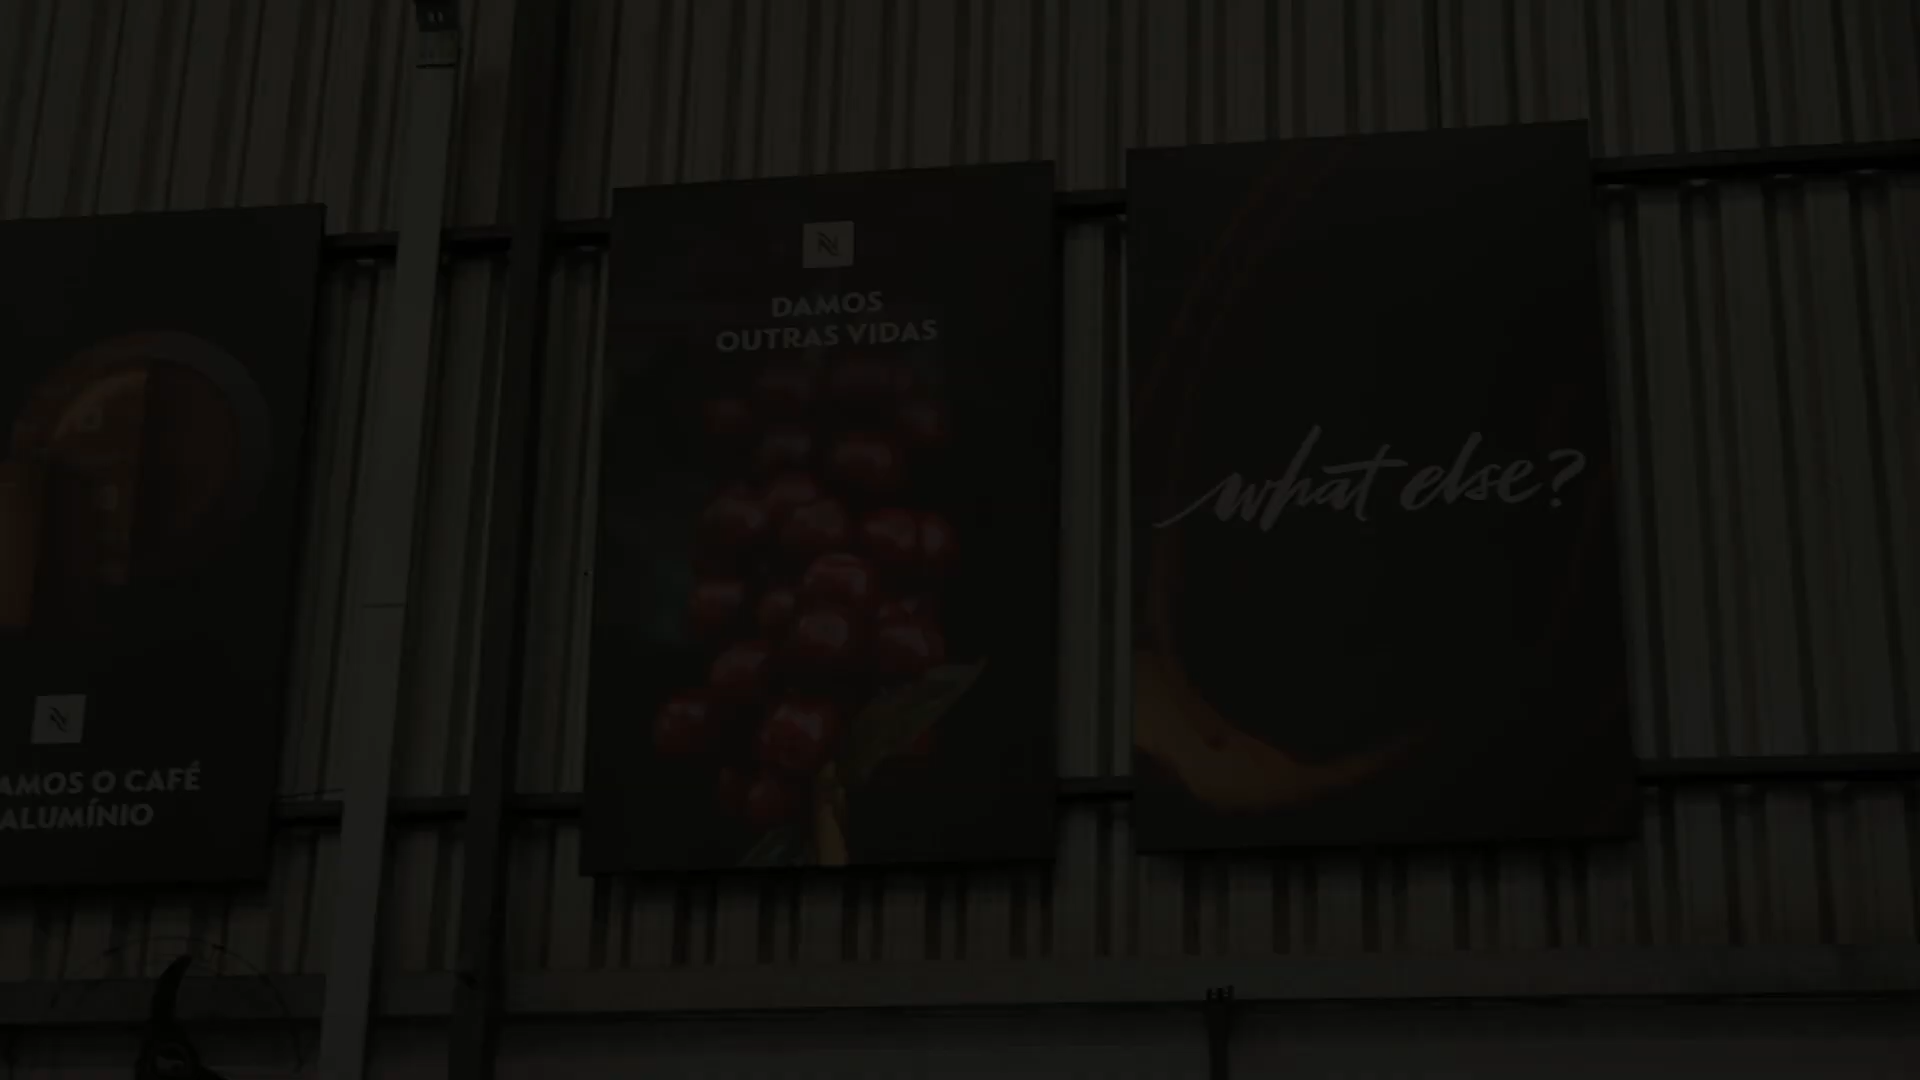 AMOS O CAFÉ
ALUMÍNIO
N
DAMOS
OUTRAS VIDAS
what else?